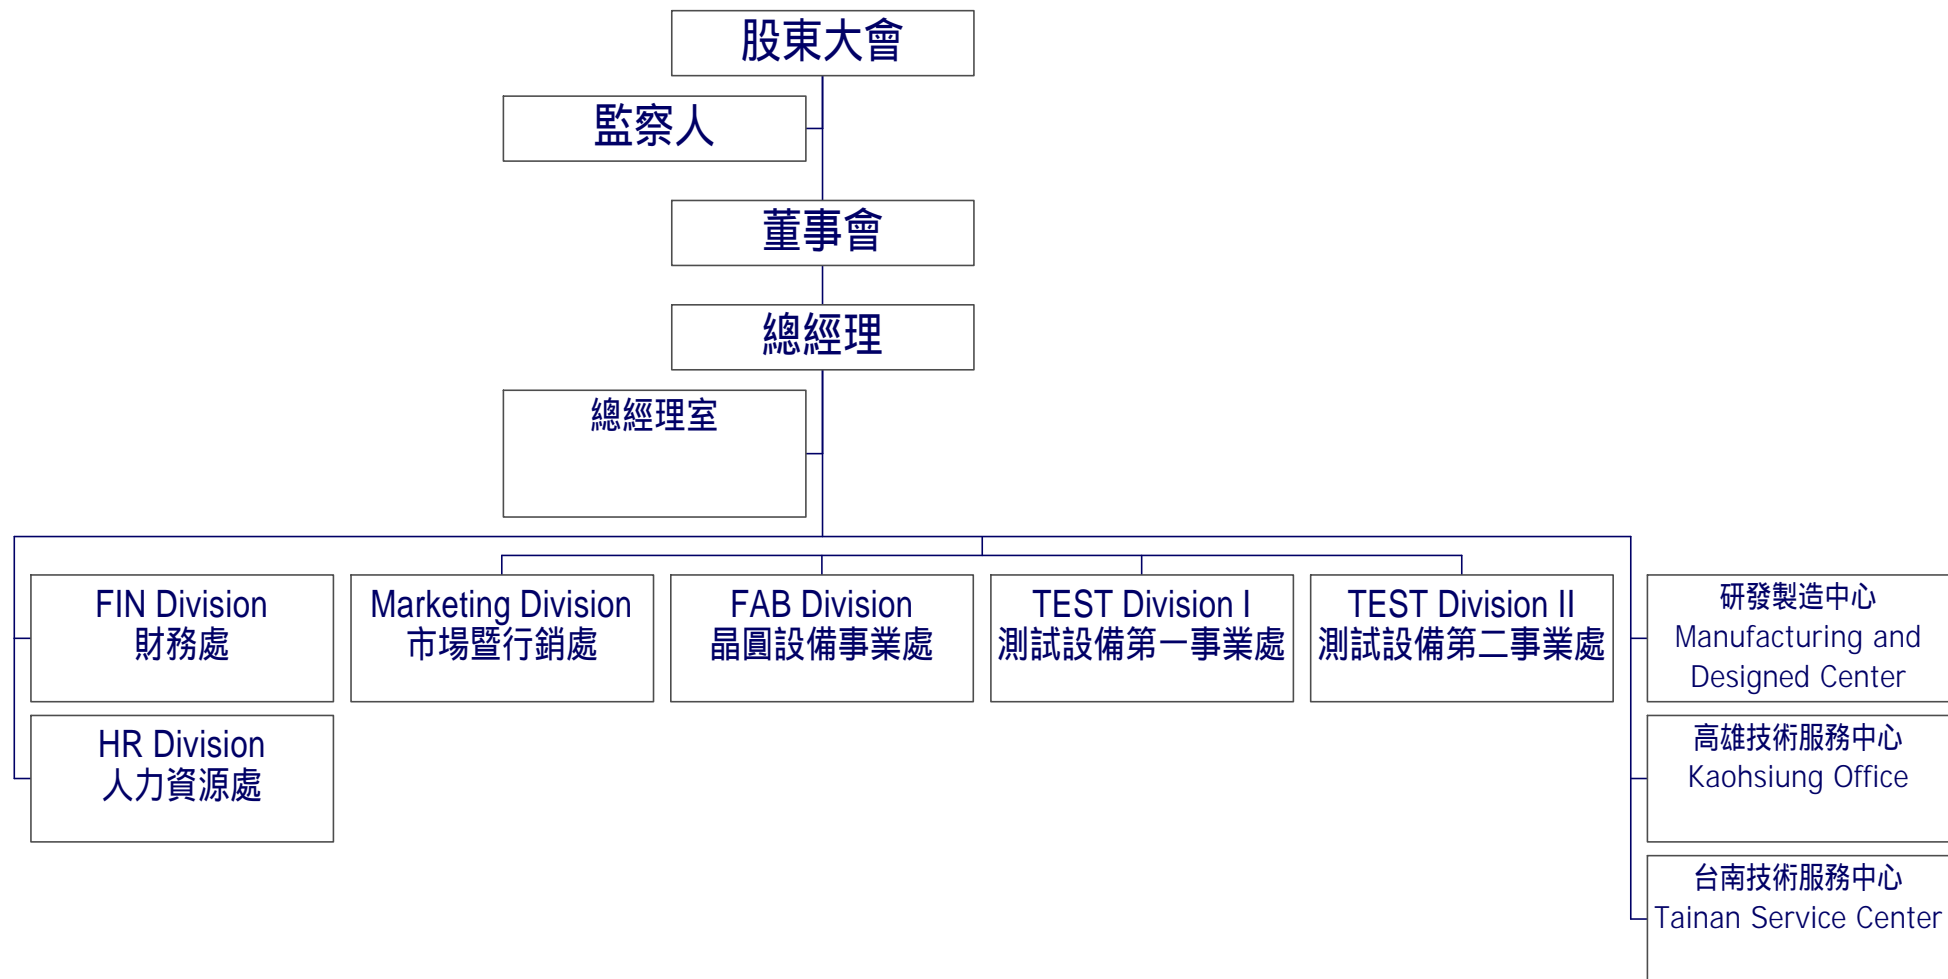 股東大會
監察人
董事會
總經理
總經理室
FIN Division
財務處
Marketing Division
市場暨行銷處
FAB Division
晶圓設備事業處
TEST Division I
測試設備第一事業處
TEST Division II
測試設備第二事業處
研發製造中心
Manufacturing and
Designed Center
HR Division
人力資源處
高雄技術服務中心
Kaohsiung Office
台南技術服務中心
Tainan Service Center